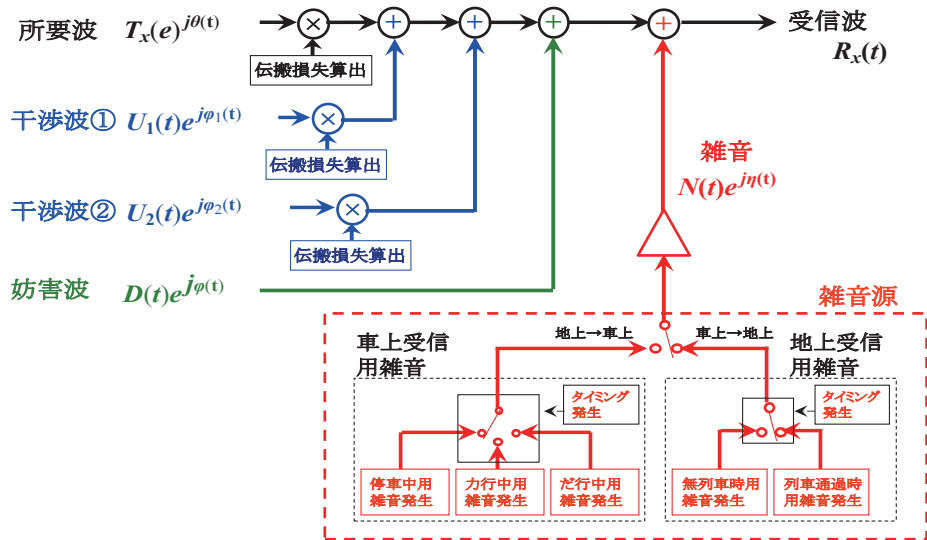 所要波 Tₓ(e)^jθ(t)
×
+
+
+
+
受信波
Rₓ(t)
伝搬損失算出
干渉波① U₁(t)e^jφ₁(t)
×
伝搬損失算出
干渉波② U₂(t)e^jφ₂(t)
×
伝搬損失算出
雑音
N(t)e^jη(t)
妨害波 D(t)e^jφ(t)
雑音源
車上受信
用雑音
地上→車上
車上→地上
地上受信
用雑音
タイミング
発生
タイミング
発生
停車中用
雑音発生
力行中用
雑音発生
だ行中用
雑音発生
無列車時用
雑音発生
列車通過時
用雑音発生